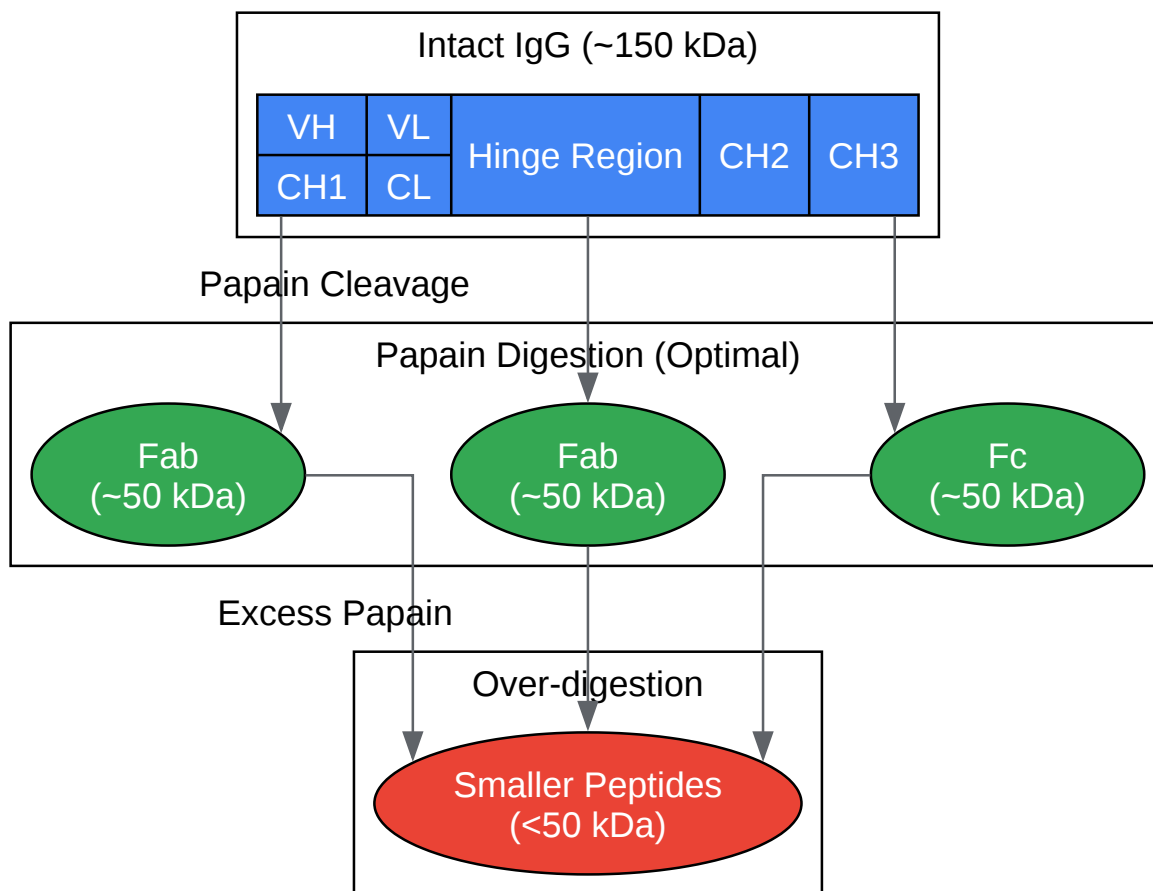 Intact IgG (~150 kDa)
VH
VL
Hinge Region
CH2
CH3
CH1
CL
Papain Cleavage
Papain Digestion (Optimal)
Fab
(~50 kDa)
Fab
(~50 kDa)
Fc
(~50 kDa)
Excess Papain
Over-digestion
Smaller Peptides
(<50 kDa)